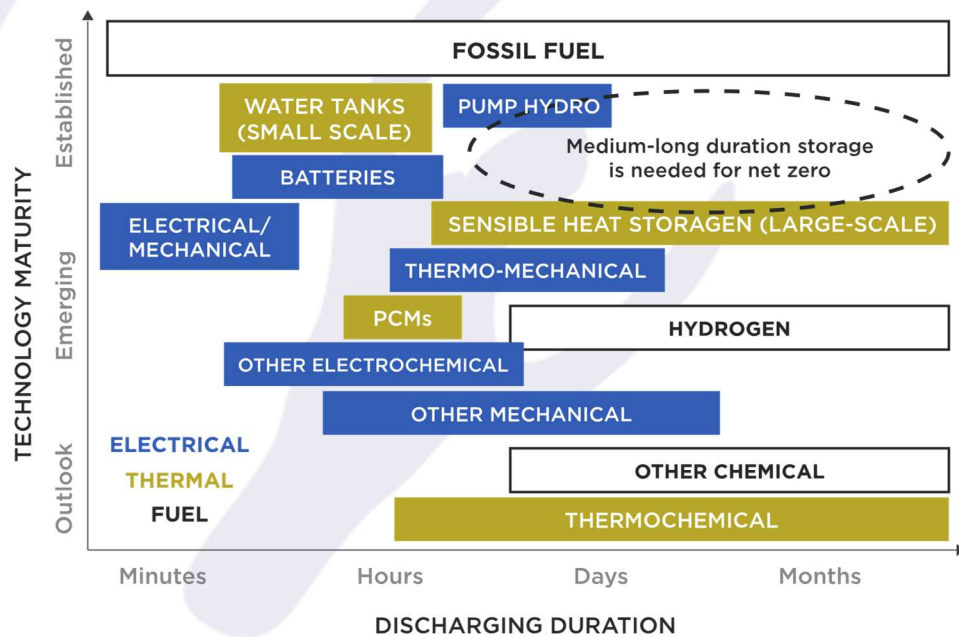 FOSSIL FUEL
WATER TANKS
(SMALL SCALE)
PUMP HYDRO
Medium-long duration storage
is needed for net zero
BATTERIES
ELECTRICAL/
MECHANICAL
SENSIBLE HEAT STORAGEN (LARGE-SCALE)
THERMO-MECHANICAL
PCMs
HYDROGEN
OTHER ELECTROCHEMICAL
OTHER MECHANICAL
ELECTRICAL
THERMAL
FUEL
OTHER CHEMICAL
THERMOCHEMICAL
TECHNOLOGY MATURITY
Established
Emerging
Outlook
Minutes
Hours
Days
Months
DISCHARGING DURATION